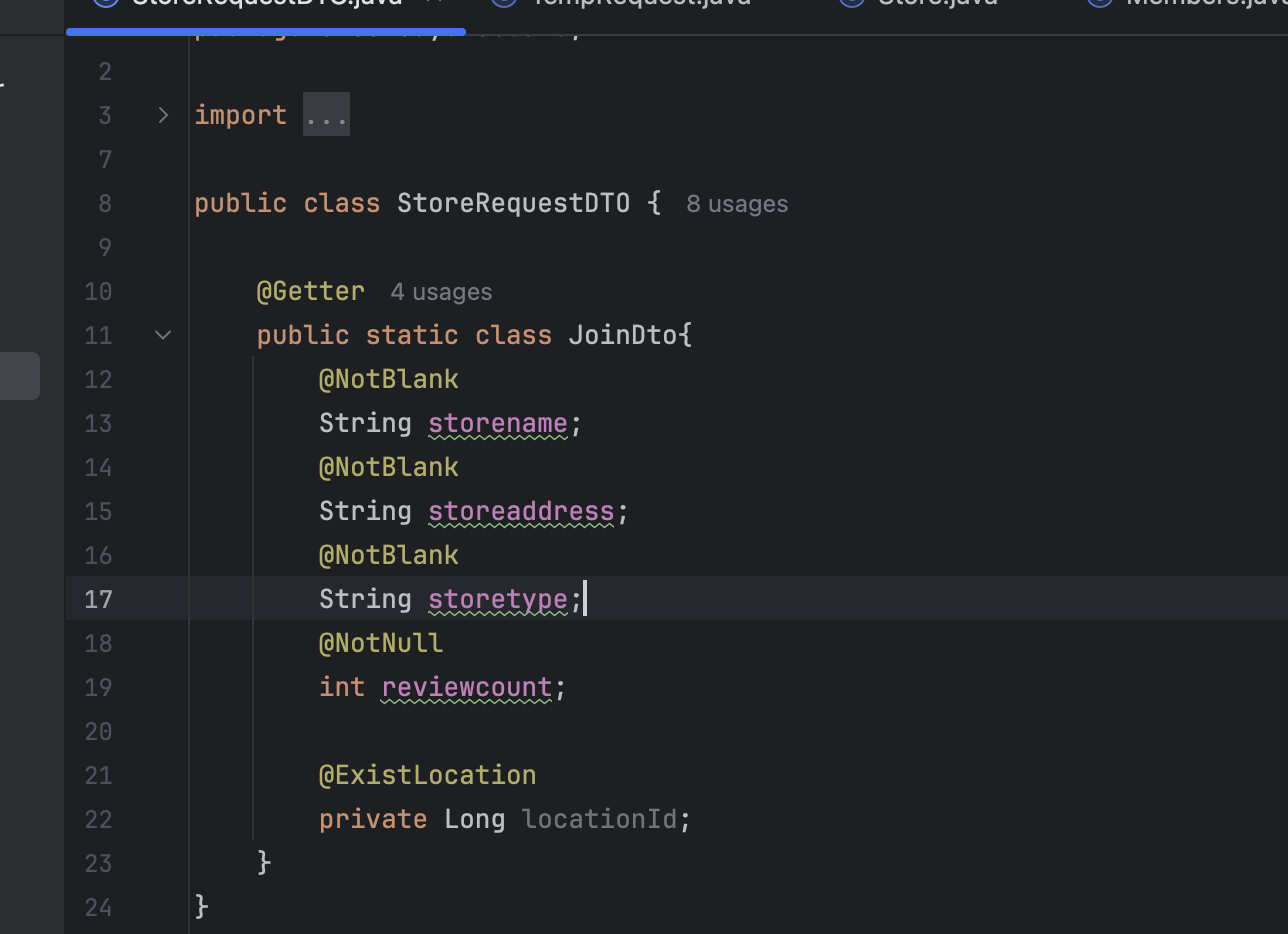 StoreRequestDTO.java TempRequest.java Store.java Members.java
2
3 import ...
7
8 public class StoreRequestDTO { 8 usages
9
10 @Getter 4 usages
11 public static class JoinDto{
12 @NotBlank
13 String storename;
14 @NotBlank
15 String storeaddress;
16 @NotBlank
17 String storetype;
18 @NotNull
19 int reviewcount;
20
21 @ExistLocation
22 private Long locationId;
23 }
24 }